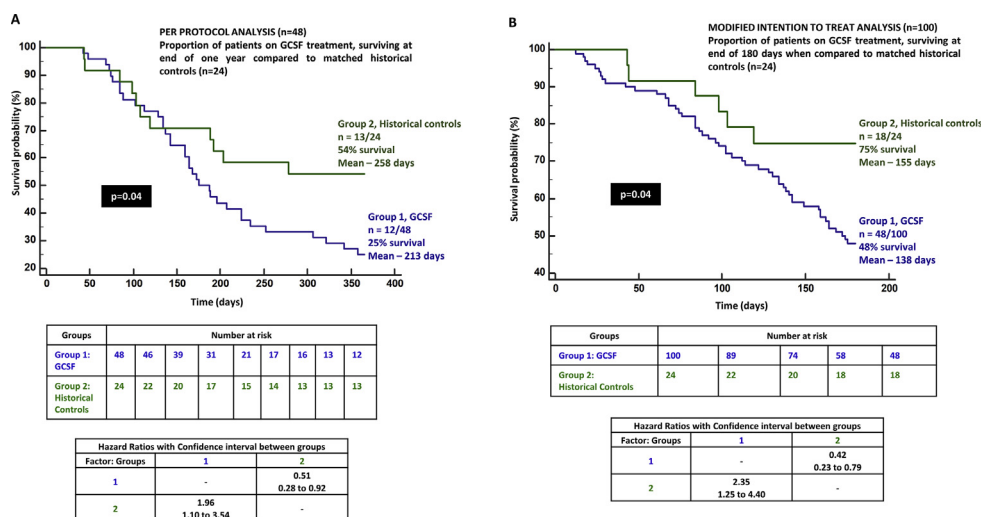 A
PER PROTOCOL ANALYSIS (n=48)
Proportion of patients on GCSF treatment, surviving at
end of one year compared to matched historical
controls (n=24)
Survival probability (%)
100
90
80
70
60
50
40
30
20
p=0.04
Group 2, Historical controls
n = 13/24
54% survival
Mean – 258 days
Group 1, GCSF
n = 12/48
25% survival
Mean – 213 days
0 50 100 150 200 250 300 350 400
Time (days)
Groups Number at risk
Group 1: GCSF 48 46 39 31 21 17 16 13 12
Group 2: Historical Controls 24 22 20 17 15 14 13 13 13
Hazard Ratios with Confidence interval between groups
Factor: Groups 1 2
1 - 0.51
0.28 to 0.92
2 1.96 -
1.10 to 3.54
B
MODIFIED INTENTION TO TREAT ANALYSIS (n=100)
Proportion of patients on GCSF treatment, surviving at
end of 180 days when compared to matched historical
controls (n=24)
Survival probability (%)
100
90
80
70
60
50
40
p=0.04
Group 2, Historical controls
n = 18/24
75% survival
Mean – 155 days
Group 1, GCSF
n = 48/100
48% survival
Mean – 138 days
0 50 100 150 200
Time (days)
Groups Number at risk
Group 1: GCSF 100 89 74 58 48
Group 2:
Historical Controls 24 22 20 18 18
Hazard Ratios with Confidence interval between groups
Factor: Groups 1 2
1 - 0.42
0.23 to 0.79
2 2.35 -
1.25 to 4.40